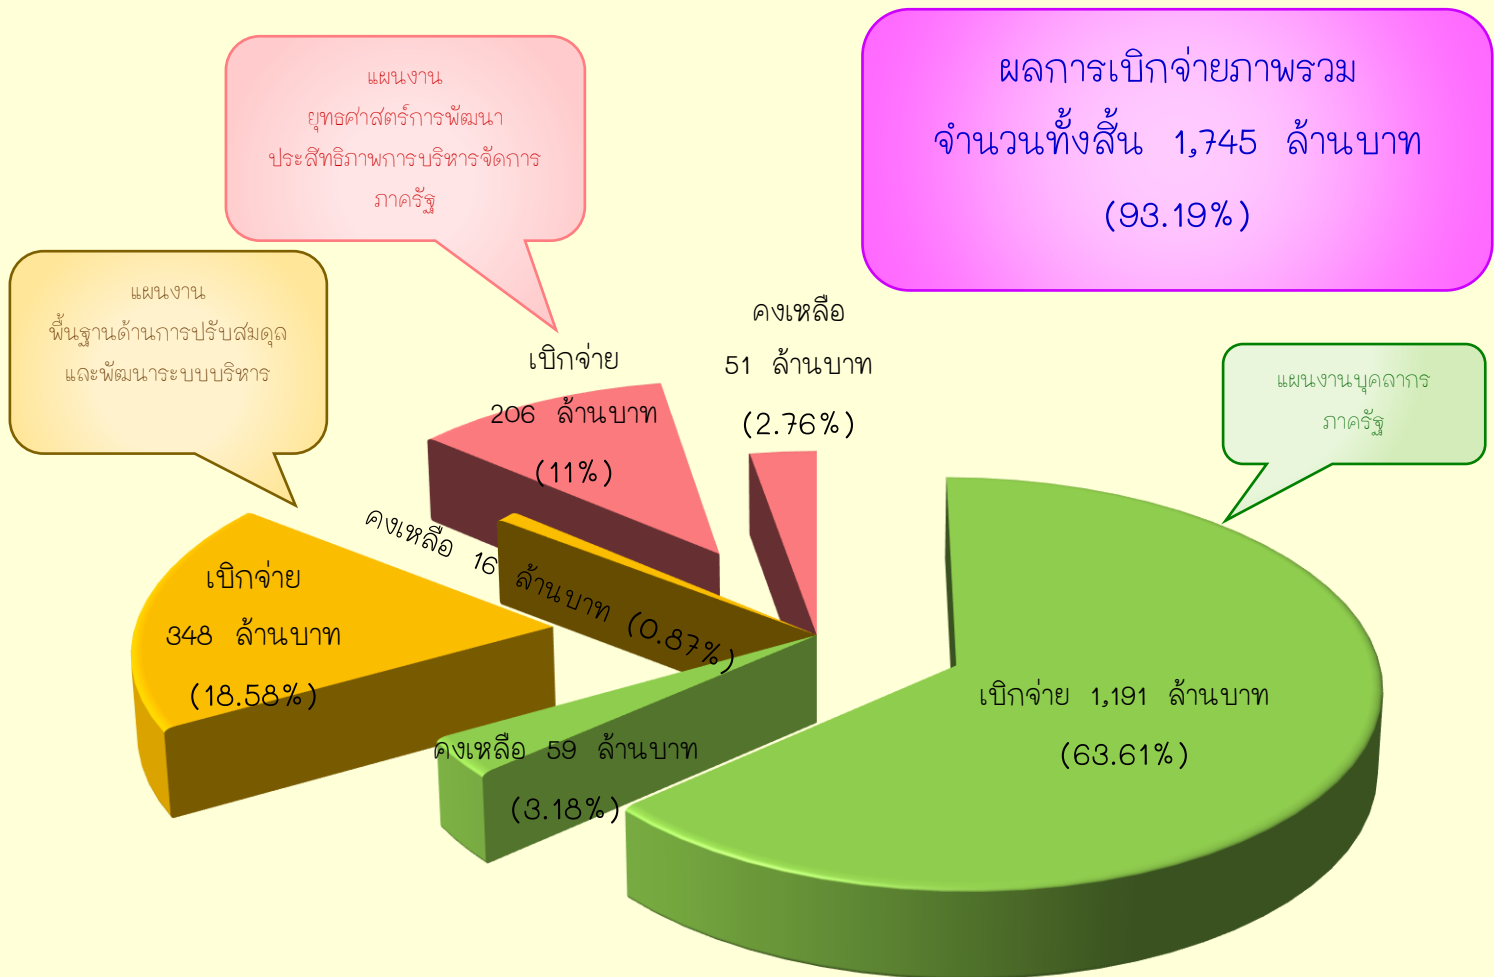 ผลการเบิกจ่ายภาพรวม
จำนวนทั้งสิ้น 1,745 ล้านบาท
(93.19%)
แผนงาน
ยุทธศาสตร์การพัฒนา
ประสิทธิภาพการบริหารจัดการ
ภาครัฐ
แผนงาน
พื้นฐานด้านการปรับสมดุล
และพัฒนาระบบบริหาร
คงเหลือ
51 ล้านบาท
(2.76%)
เบิกจ่าย
206 ล้านบาท
(11%)
แผนงานบุคลากร
ภาครัฐ
คงเหลือ 16 ล้านบาท (0.87%)
เบิกจ่าย
348 ล้านบาท
(18.58%)
เบิกจ่าย 1,191 ล้านบาท
(63.61%)
คงเหลือ 59 ล้านบาท
(3.18%)